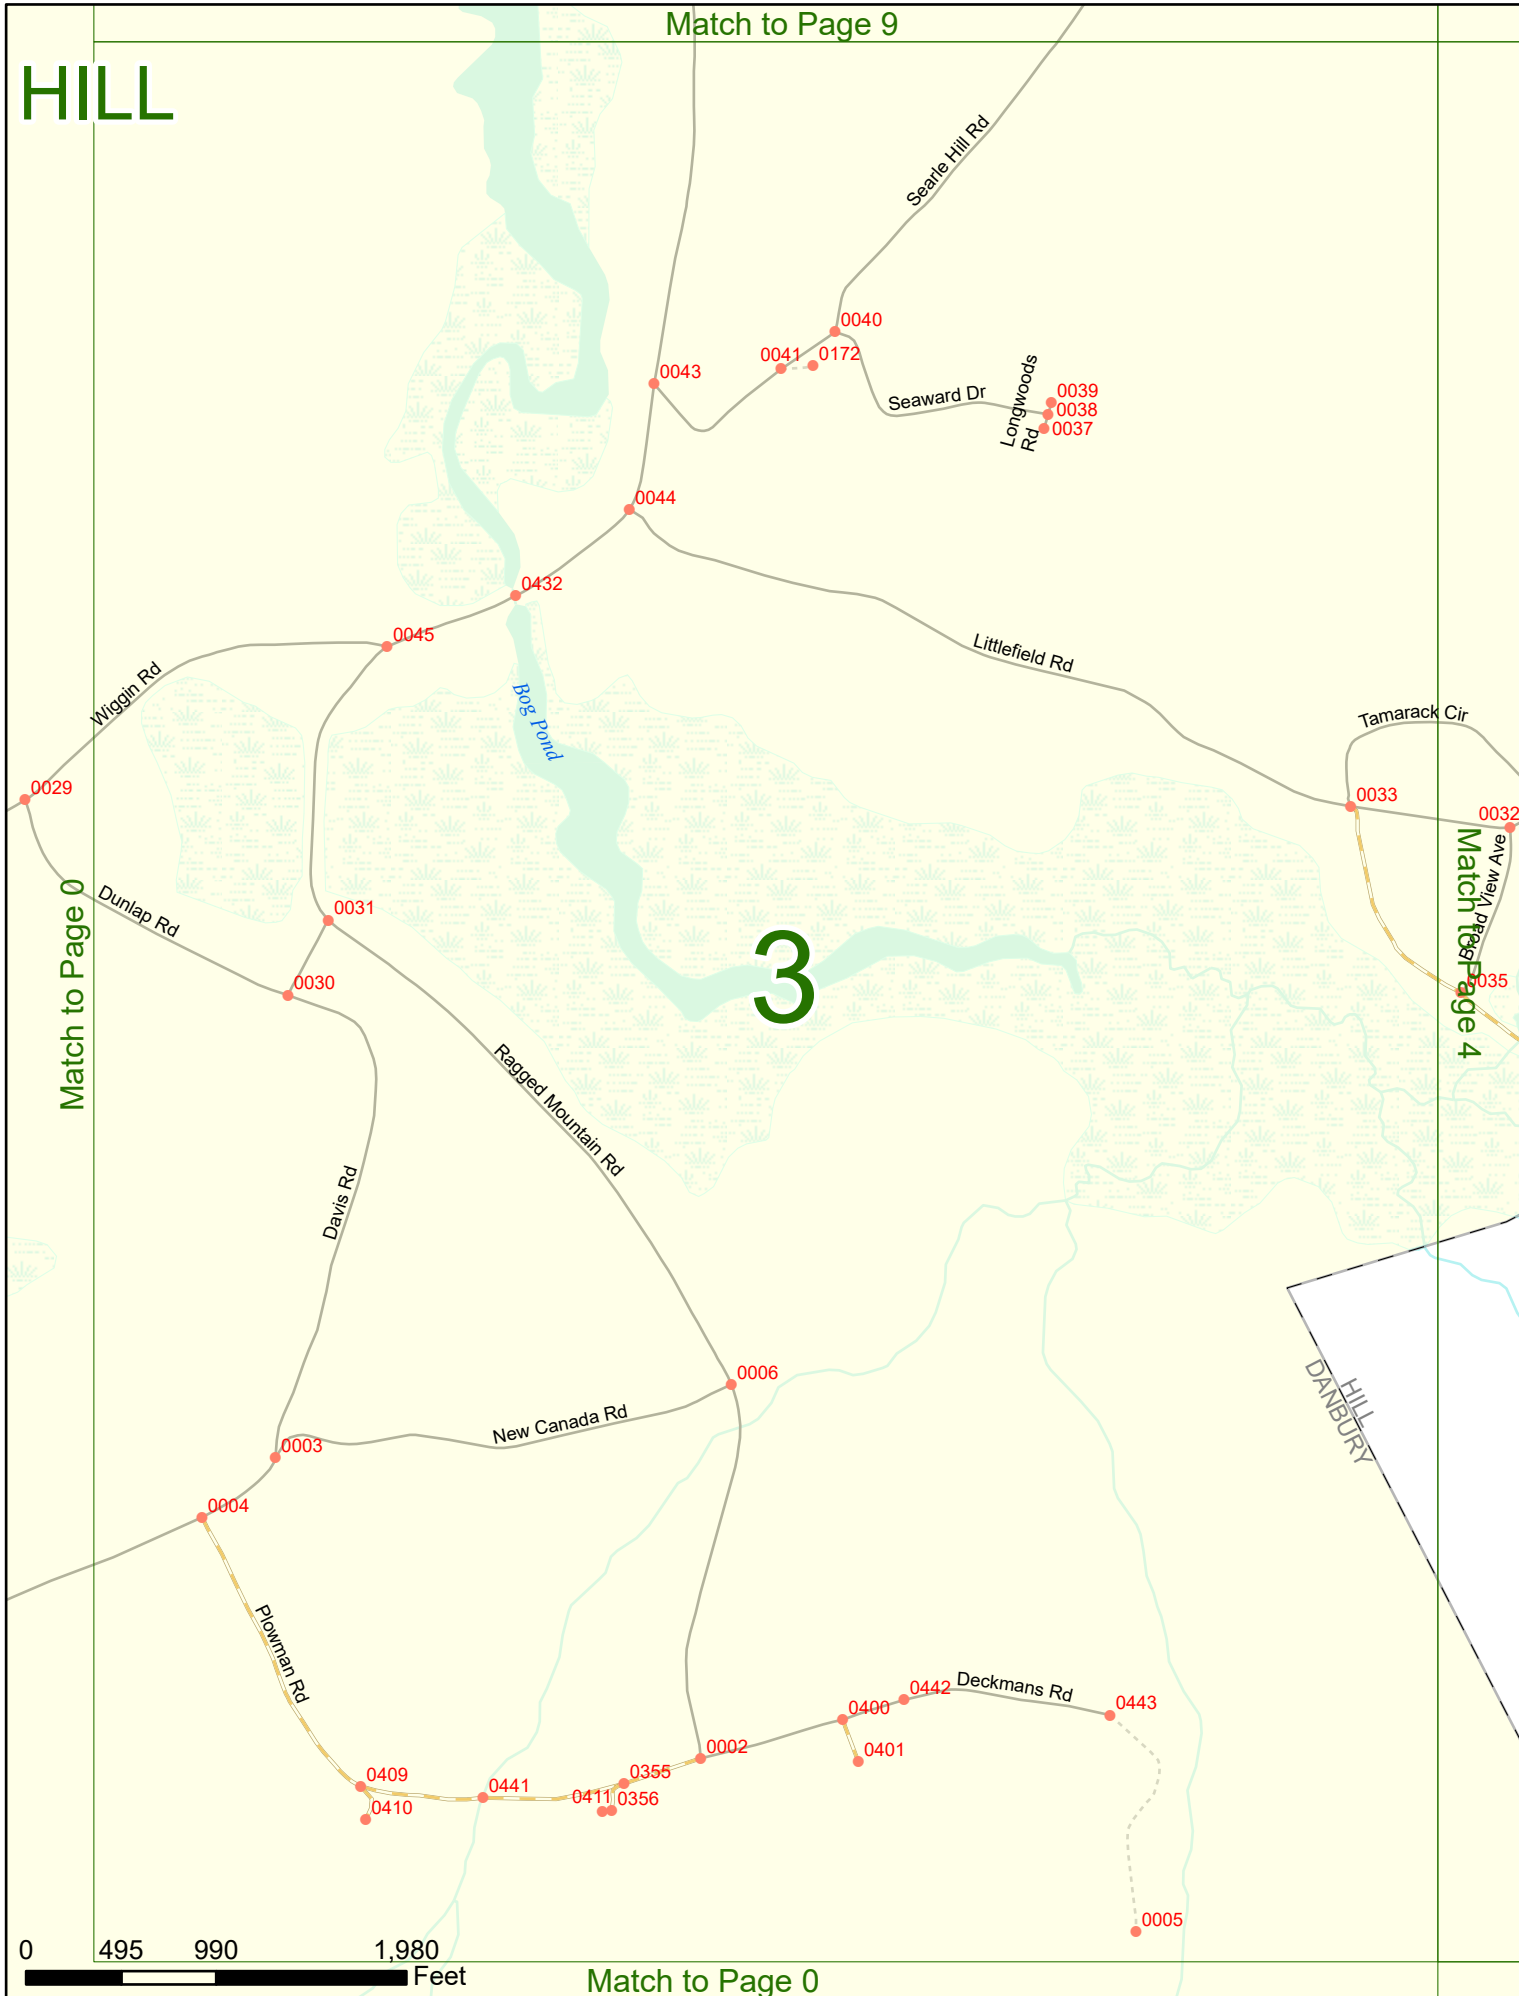 Match to Page 9
HILL
Searle Hill Rd
0040
0041
0172
0043
Seaward Dr
Longwoods
Rd
0039
0038
0037
0044
0432
0045
Littlefield Rd
Wiggin Rd
Bog Pond
Tamarack Cir
0029
0033
0032
Broad View Ave
Match to Page 4
Dunlap Rd
Match to Page 0
0031
3
0035
0030
Ragged Mountain Rd
Davis Rd
0006
HILL
DANBURY
New Canada Rd
0003
0004
Plowman Rd
Deckmans Rd
0442
0443
0400
0401
0002
0409
0441
0355
0411
0356
0410
0005
0 495 990 1,980
Feet
Match to Page 0